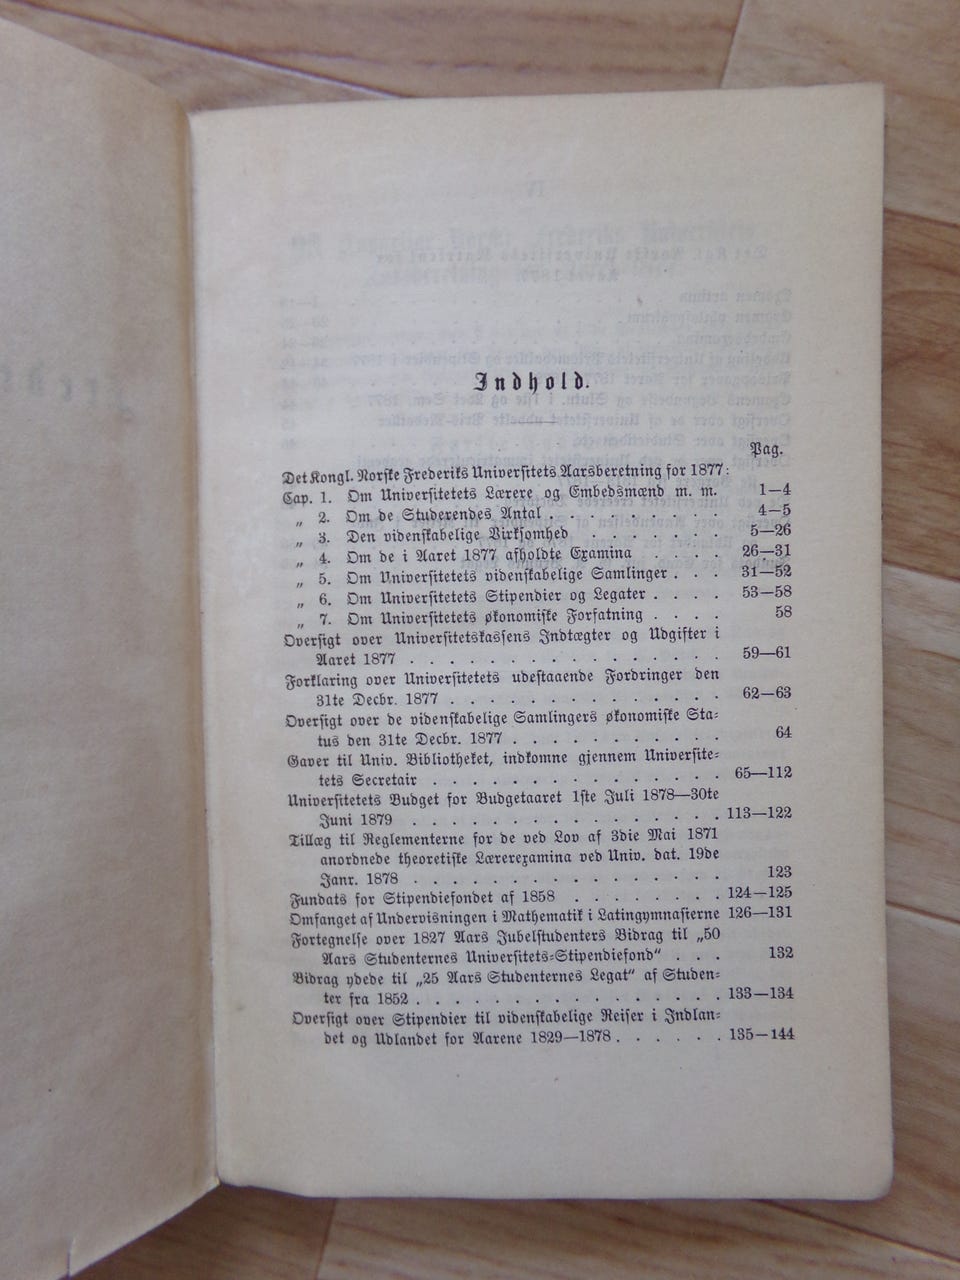 Indhold.
Pag.
Det Kongl. Norske Frederiks Universitets Aarsberetning for 1877:
Cap. 1. Om Universitetets Lærere og Embedsmænd m. m. 1—4
„ 2. Om de Studerendes Antal . . . . . . . . . 4—5
„ 3. Den videnskabelige Virksomhed . . . . . . . 5—26
„ 4. Om de i Aaret 1877 afholdte Examina . . . . 26—31
„ 5. Om Universitetets videnskabelige Samlinger . . . 31—52
„ 6. Om Universitetets Stipendier og Legater . . . . 53—58
„ 7. Om Universitetets økonomiske Forfatning . . . . 58
Oversigt over Universitetskassens Indtægter og Udgifter i
Aaret 1877 . . . . . . . . . . . . . . . . 59—61
Forklaring over Universitetets udestaaende Fordringer den
31te Decbr. 1877 . . . . . . . . . . . . . . 62—63
Oversigt over de videnskabelige Samlingers økonomiske Sta-
tus den 31te Decbr. 1877 . . . . . . . . . . . 64
Gaver til Univ. Bibliotheket, indkomne gjennem Universite-
tets Secretair . . . . . . . . . . . . . . . 65—112
Universitetets Budget for Budgetaaret 1ste Juli 1878—30te
Juni 1879 . . . . . . . . . . . . . . . . 113—122
Tillæg til Reglementerne for de ved Lov af 3die Mai 1871
anordnede theoretiske Lærerexamina ved Univ. dat. 19de
Janr. 1878 . . . . . . . . . . . . . . . . 123
Fundats for Stipendiefondet af 1858 . . . . . . . . 124—125
Omfanget af Undervisningen i Mathematik i Latingymnasierne 126—131
Fortegnelse over 1827 Aars Jubelstudenters Bidrag til „50
Aars Studenternes Universitets-Stipendiefond“ . . . 132
Bidrag ydede til „25 Aars Studenternes Legat“ af Studen-
ter fra 1852 . . . . . . . . . . . . . . . . 133—134
Oversigt over Stipendier til videnskabelige Reiser i Indlan-
det og Udlandet for Aarene 1829—1878 . . . . . . 135—144